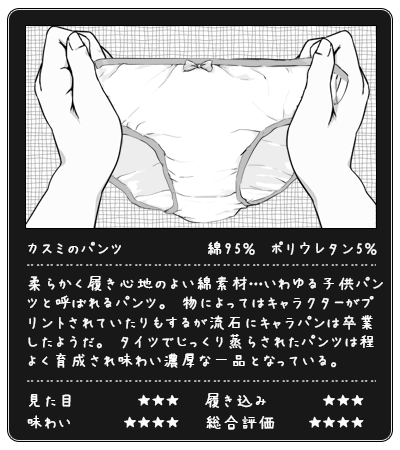 カスミのパンツ 綿95% ポリウレタン5%
柔らかく履き心地のよい綿素材…いわゆる子供パン
ツと呼ばれるパンツ。 物によってはキャラクターがプ
リントされていたりもするが流石にキャラパンは卒業
したようだ。 タイツでじっくり蒸らされたパンツは程
よく育成され味わい濃厚な一品となっている。
見た目 ★★★ 履き込み ★★★
味わい ★★★★ 総合評価 ★★★★